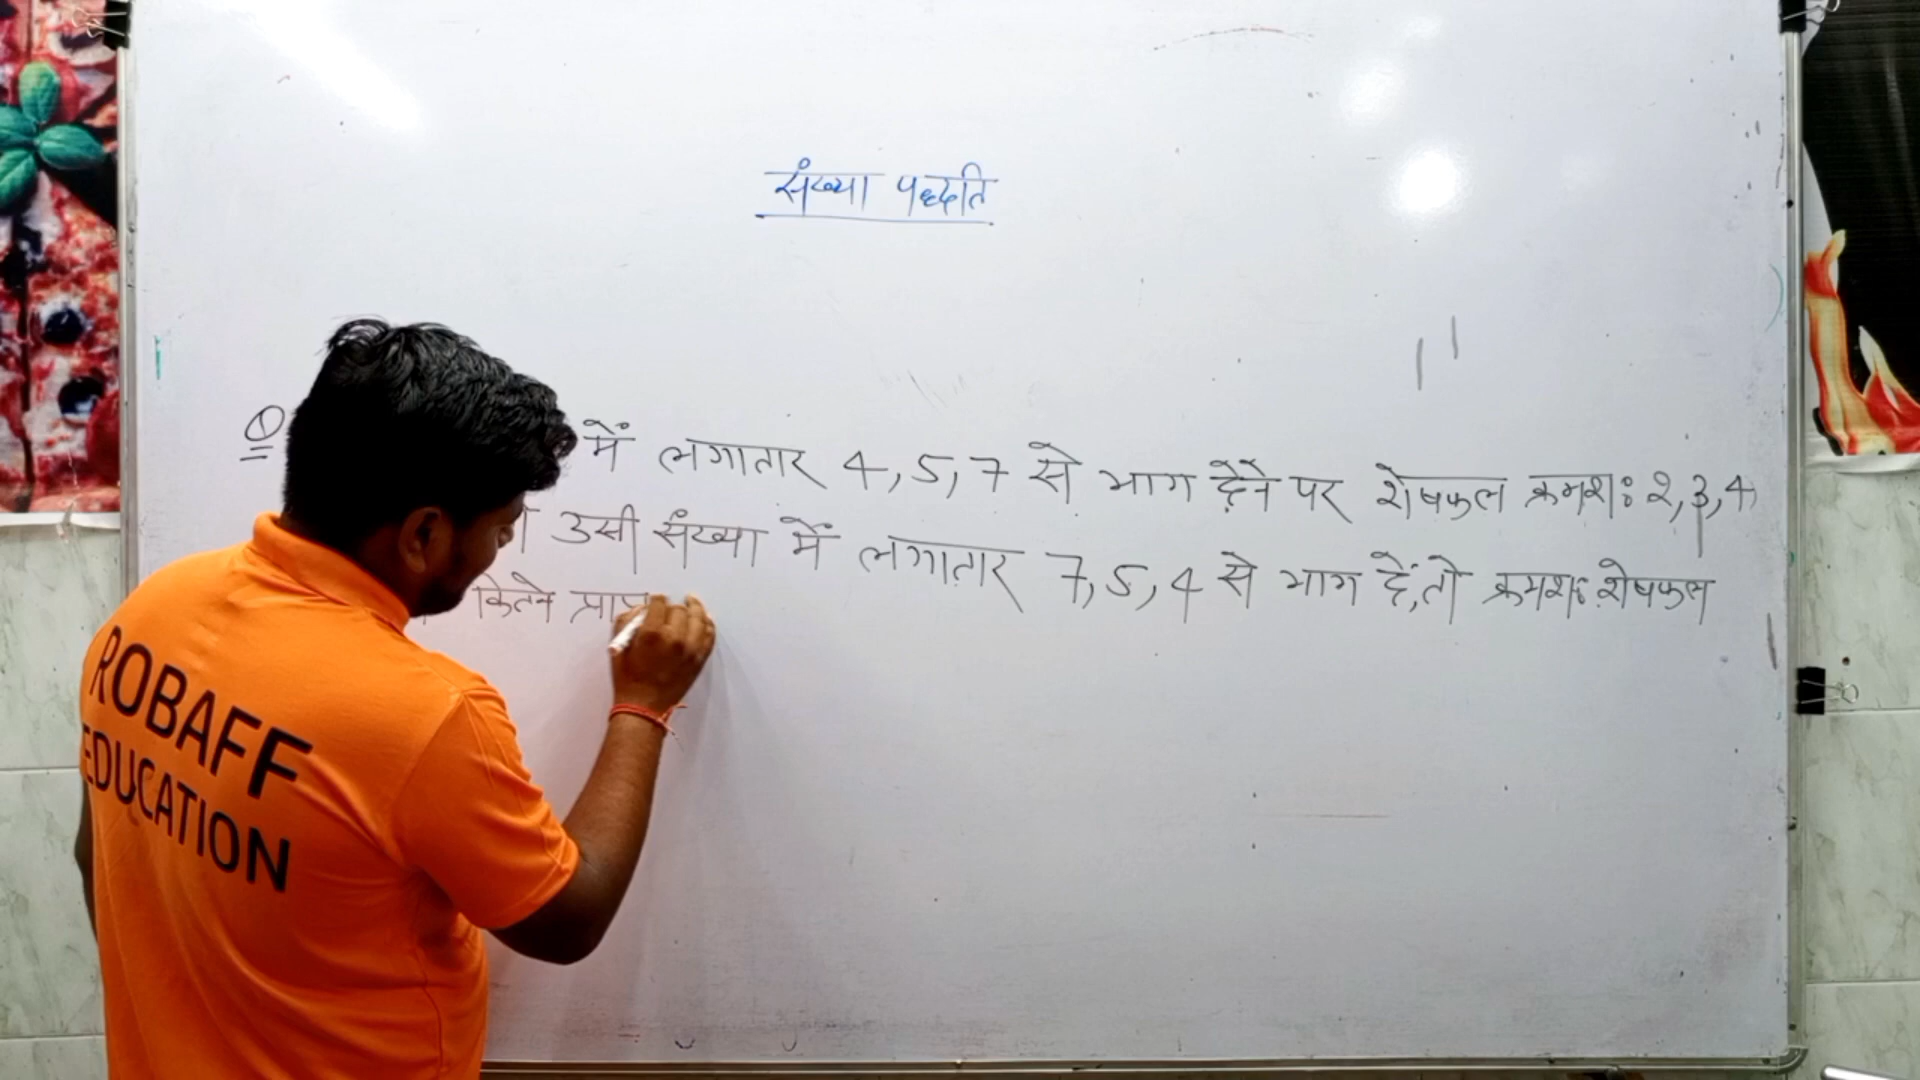 संख्या पद्धति
में लगातार 4,5,7 से भाग देने पर शेषफल क्रमशः 2,3,4
उसी संख्या में लगातार 7,5,4 से भाग दें,तो क्रमशः शेषफल
कितने प्राप्त
ROBAFF
EDUCATION